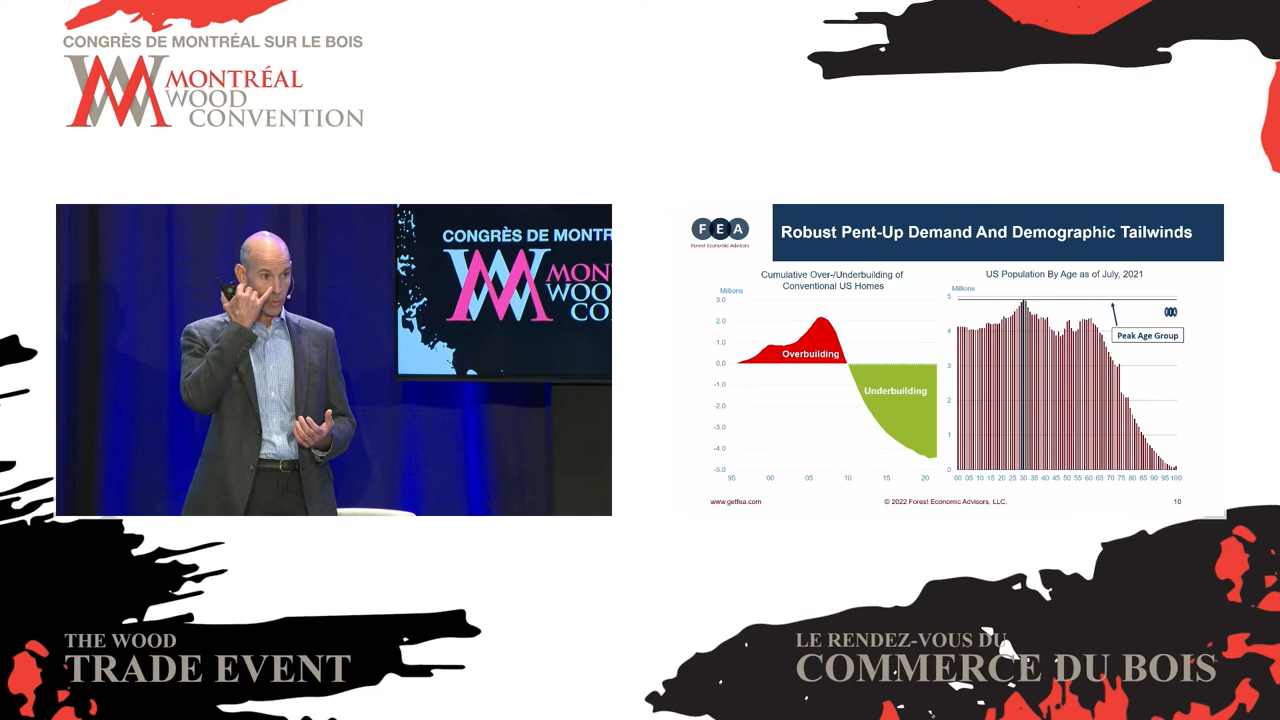 CONGRÈS DE MONTRÉAL SUR LE BOIS
MONTRÉAL
WOOD
CONVENTION
CONGRÈS DE MONTR
MON
WOO
CO
FEA
Forest Economic Advisors
Robust Pent-Up Demand And Demographic Tailwinds
Cumulative Over-/Underbuilding of
Conventional US Homes
Millions
3.0
2.0
1.0
0.0
-1.0
-2.0
-3.0
-4.0
-5.0
Overbuilding
Underbuilding
95 00 05 10 15 20
US Population By Age as of July, 2021
Millions
5
4
3
2
1
0
Peak Age Group
00 05 10 15 20 25 30 35 40 45 50 55 60 65 70 75 80 85 90 95 100
www.getfea.com
© 2022 Forest Economic Advisors, LLC.
10
THE WOOD
TRADE EVENT
LE RENDEZ-VOUS DU
COMMERCE DU BOIS